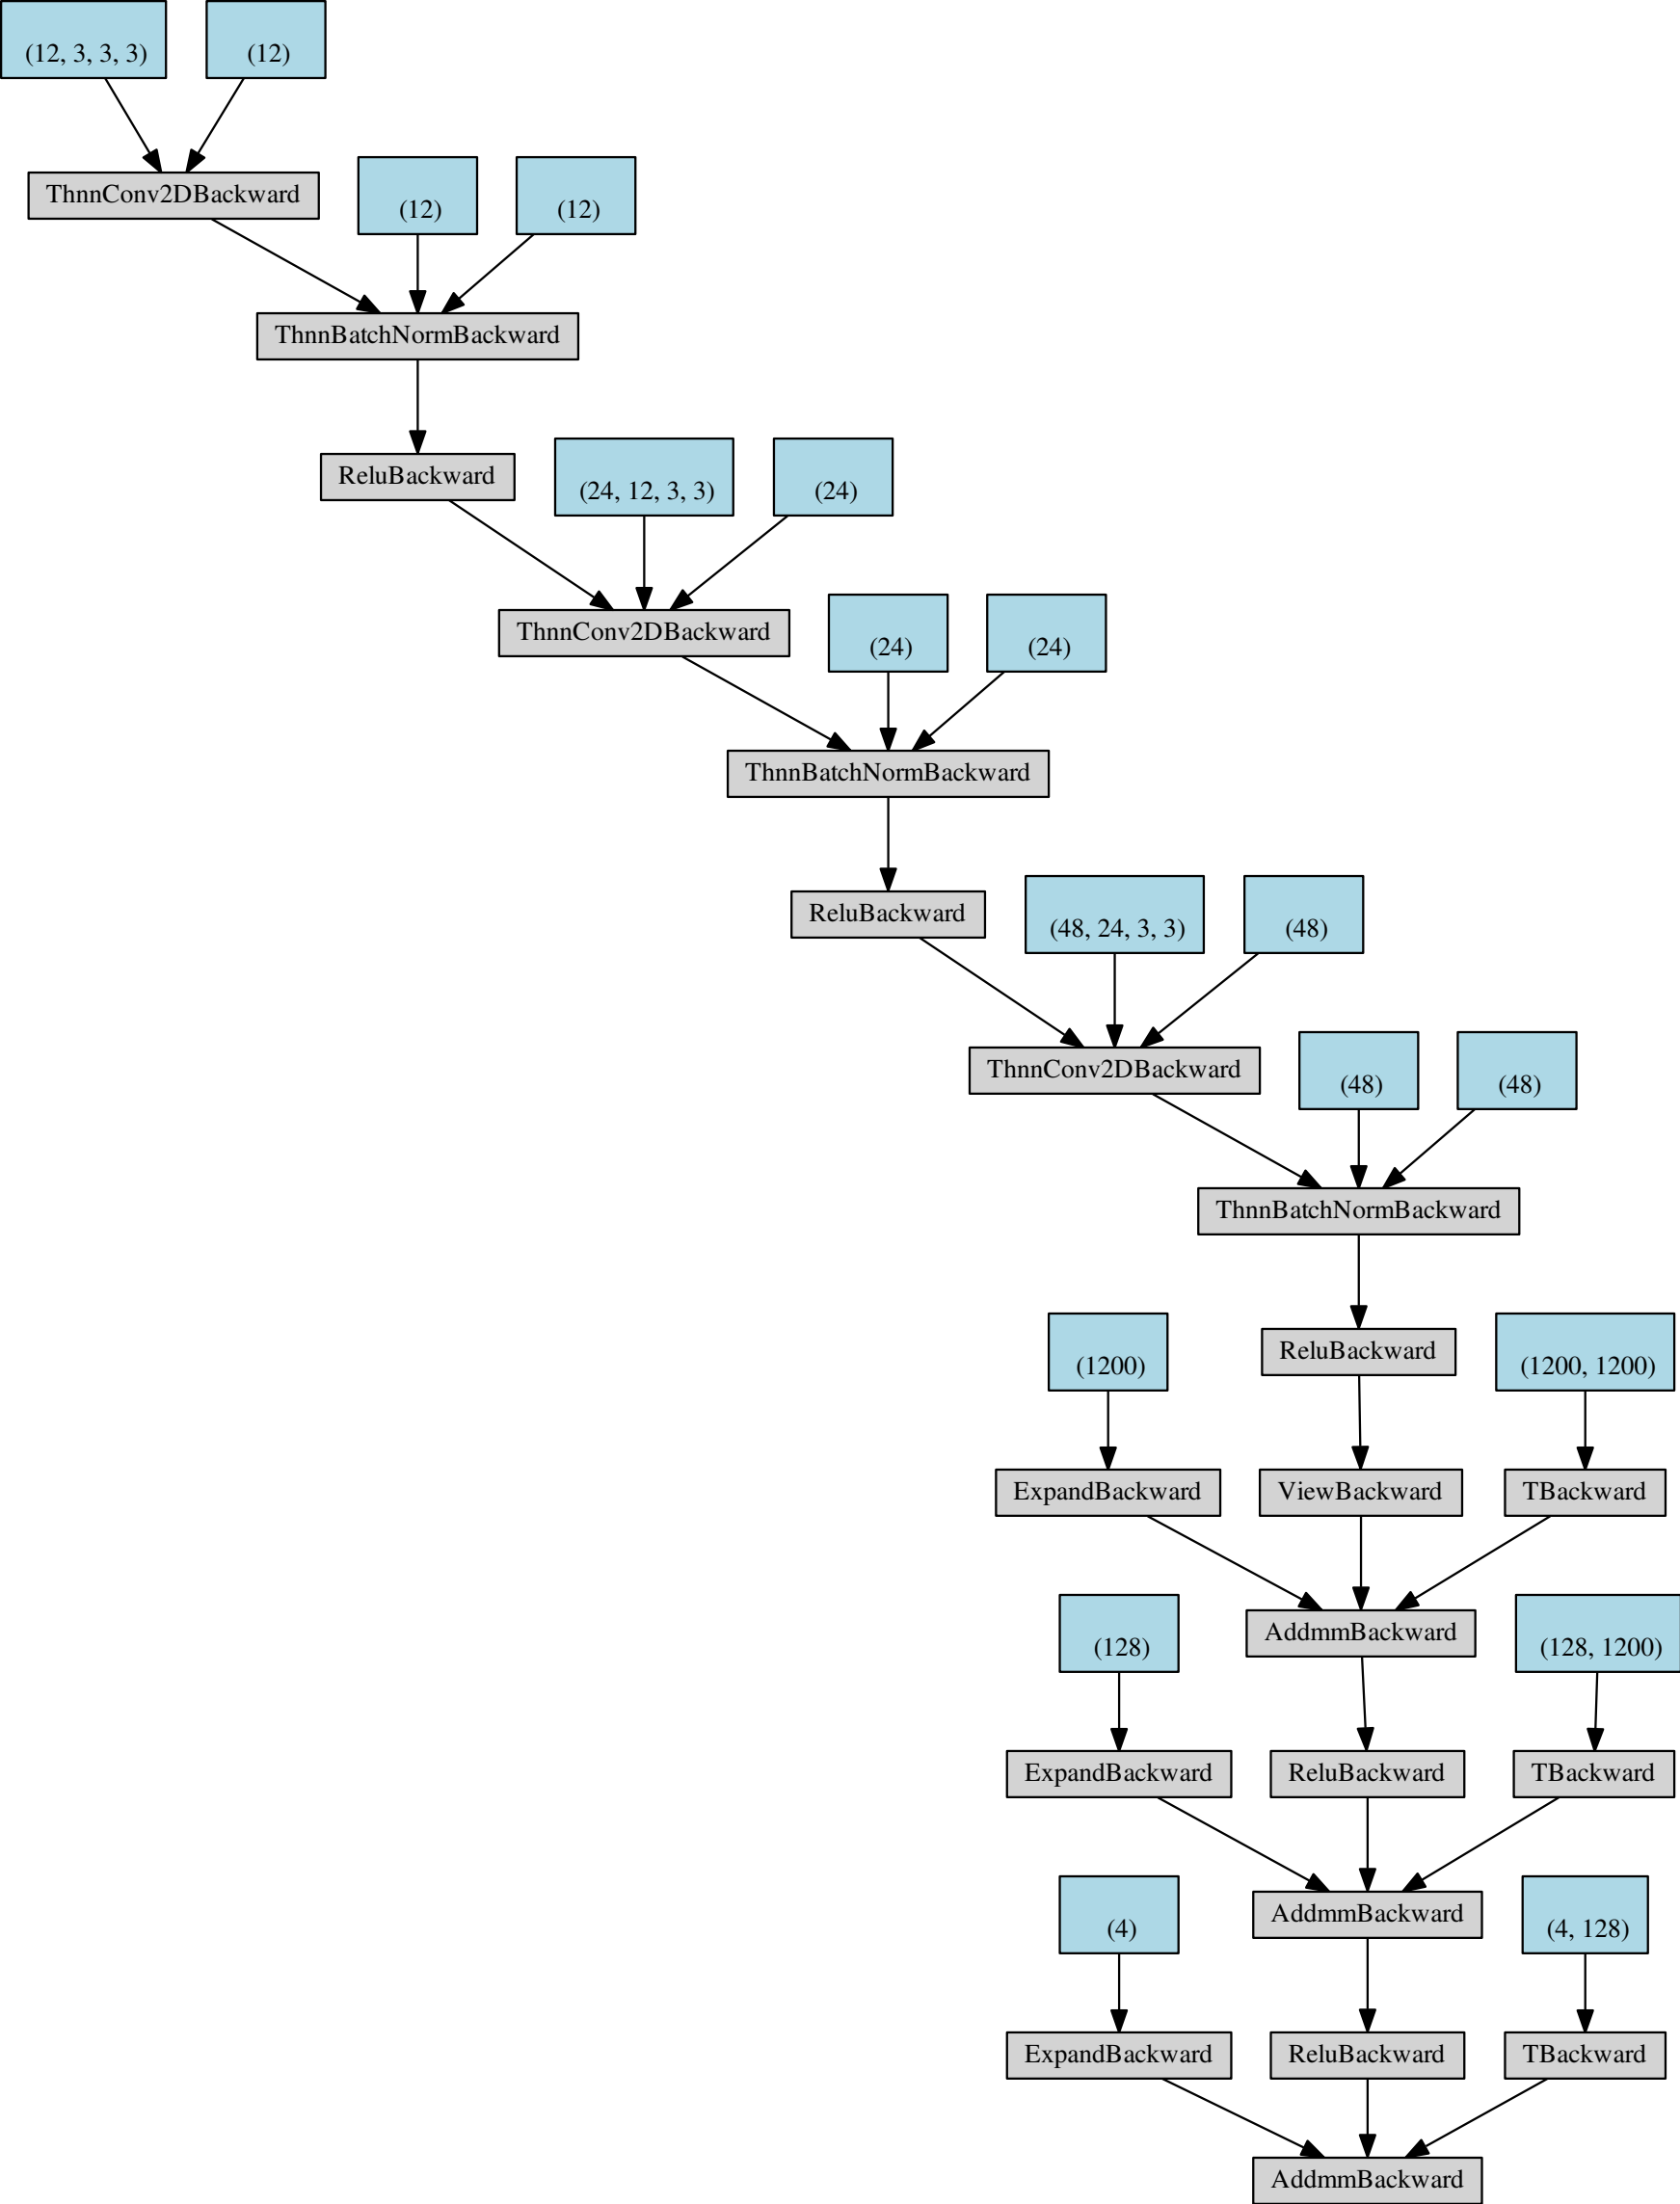 (12, 3, 3, 3)
(12)
ThnnConv2DBackward
(12)
(12)
ThnnBatchNormBackward
ReluBackward
(24, 12, 3, 3)
(24)
ThnnConv2DBackward
(24)
(24)
ThnnBatchNormBackward
ReluBackward
(48, 24, 3, 3)
(48)
ThnnConv2DBackward
(48)
(48)
ThnnBatchNormBackward
(1200)
ReluBackward
(1200, 1200)
ExpandBackward
ViewBackward
TBackward
(128)
AddmmBackward
(128, 1200)
ExpandBackward
ReluBackward
TBackward
(4)
AddmmBackward
(4, 128)
ExpandBackward
ReluBackward
TBackward
AddmmBackward